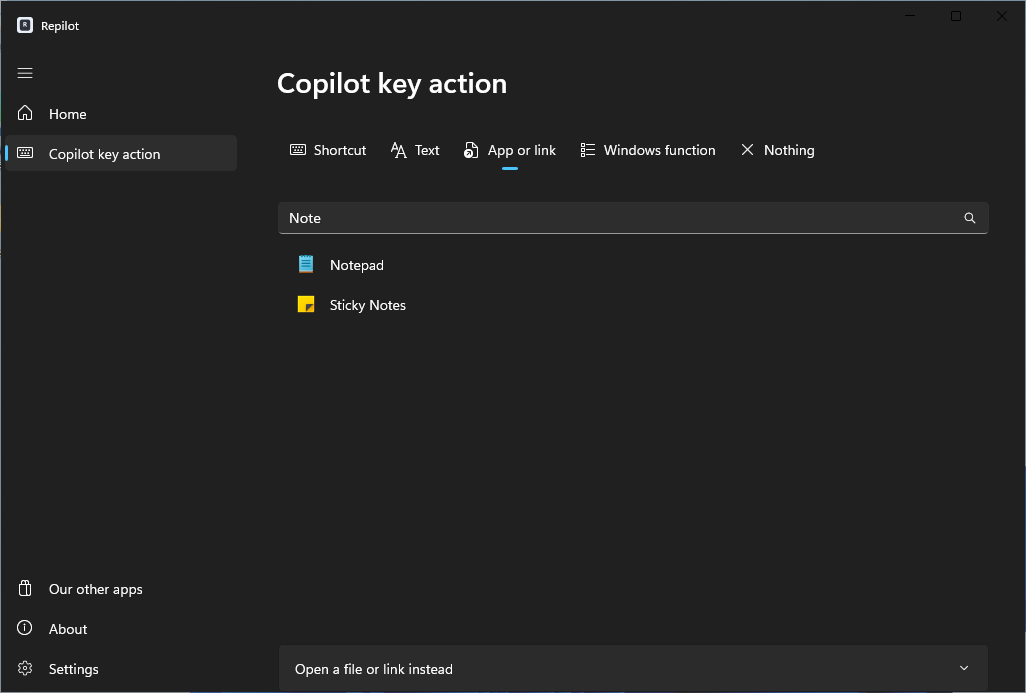 Repilot
Home
Copilot key action
Copilot key action
Shortcut Text App or link Windows function Nothing
Note
Notepad
Sticky Notes
Our other apps
About
Settings
Open a file or link instead